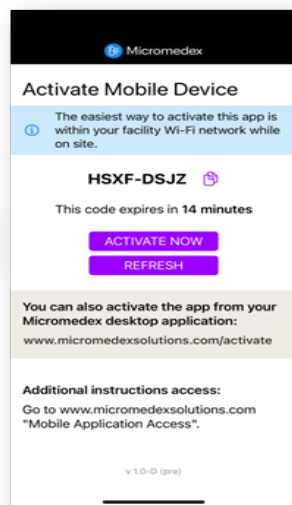 Micromedex
Activate Mobile Device
The easiest way to activate this app is
within your facility Wi-Fi network while
on site.
HSXF-DSJZ
This code expires in 14 minutes
ACTIVATE NOW
REFRESH
You can also activate the app from your
Micromedex desktop application:
www.micromedexsolutions.com/activate
Additional instructions access:
Go to www.micromedexsolutions.com
"Mobile Application Access".
v 1.0-D (pre)